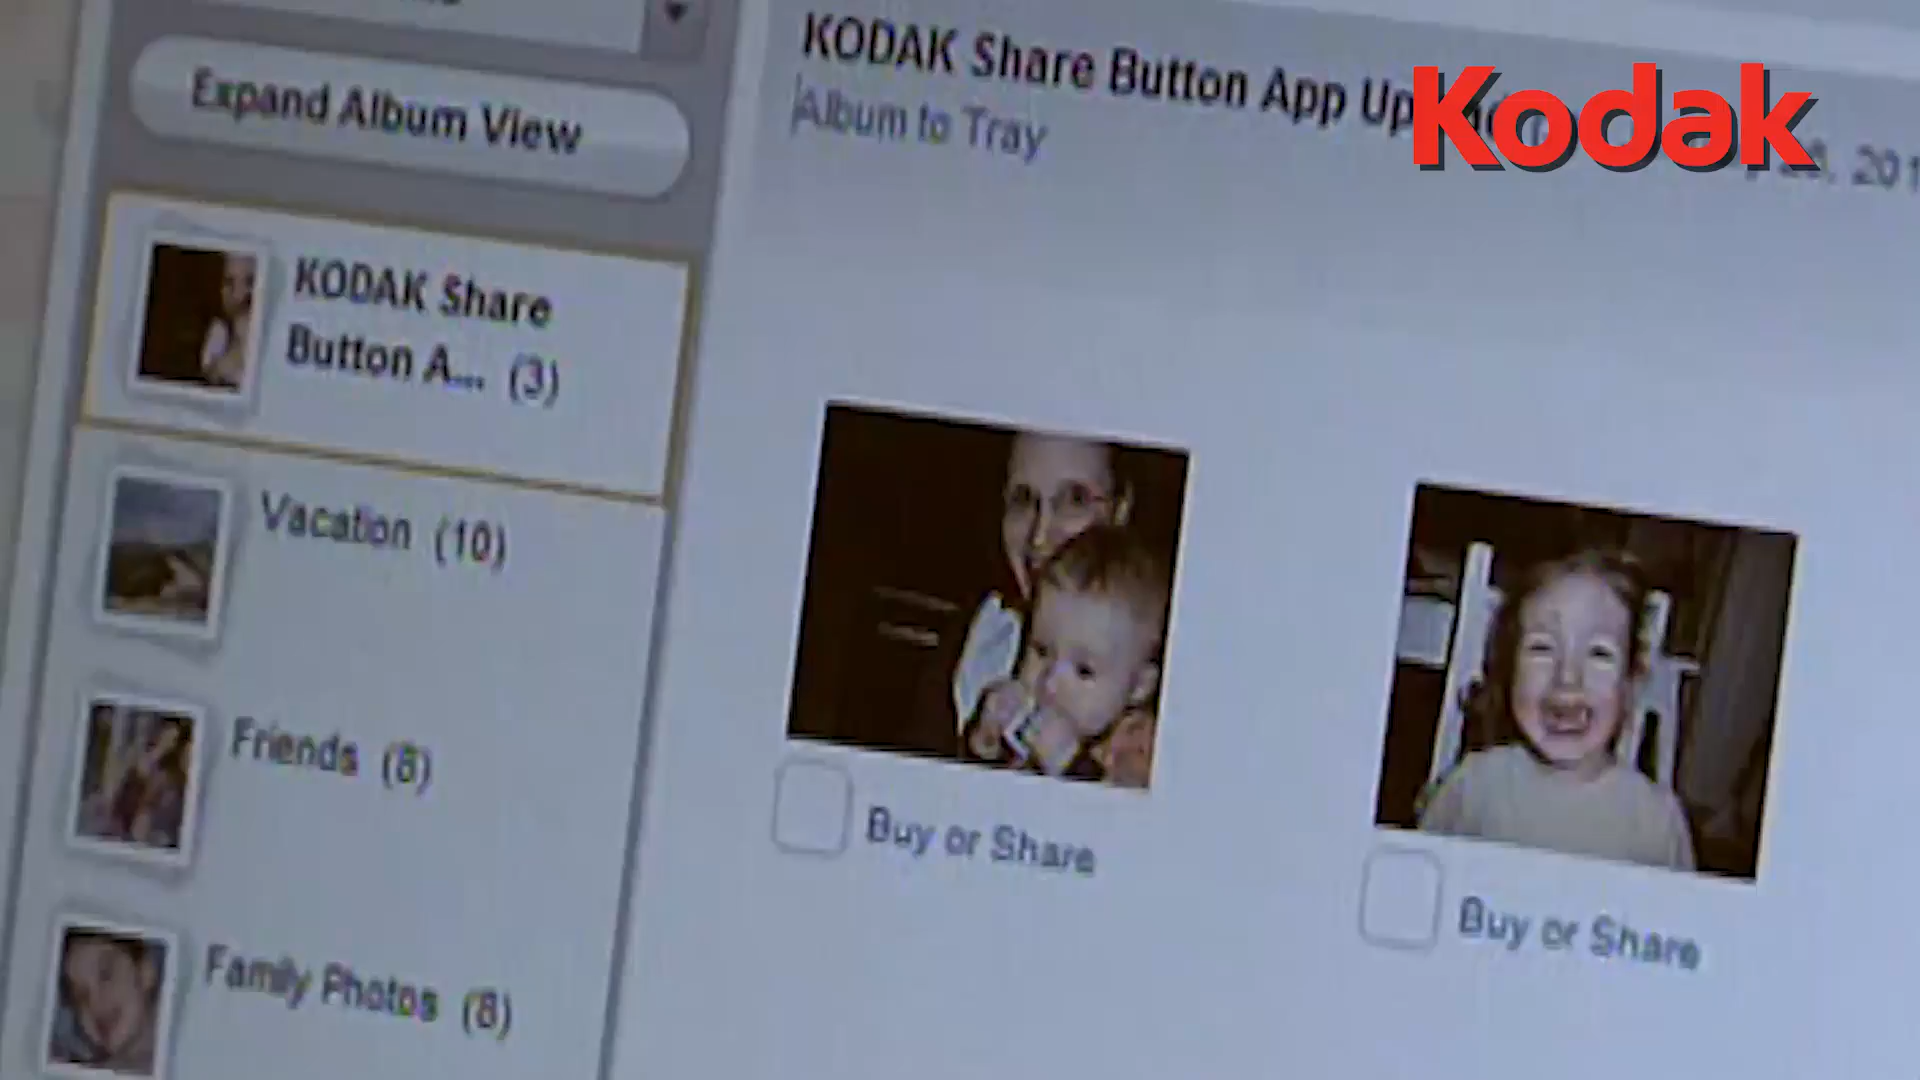 Expand Album View
KODAK Share
Button A... (3)
Vacation (10)
Friends (8)
Family Photos (8)
KODAK Share Button App
Album to Tray
Kodak
Buy or Share
Buy or Share